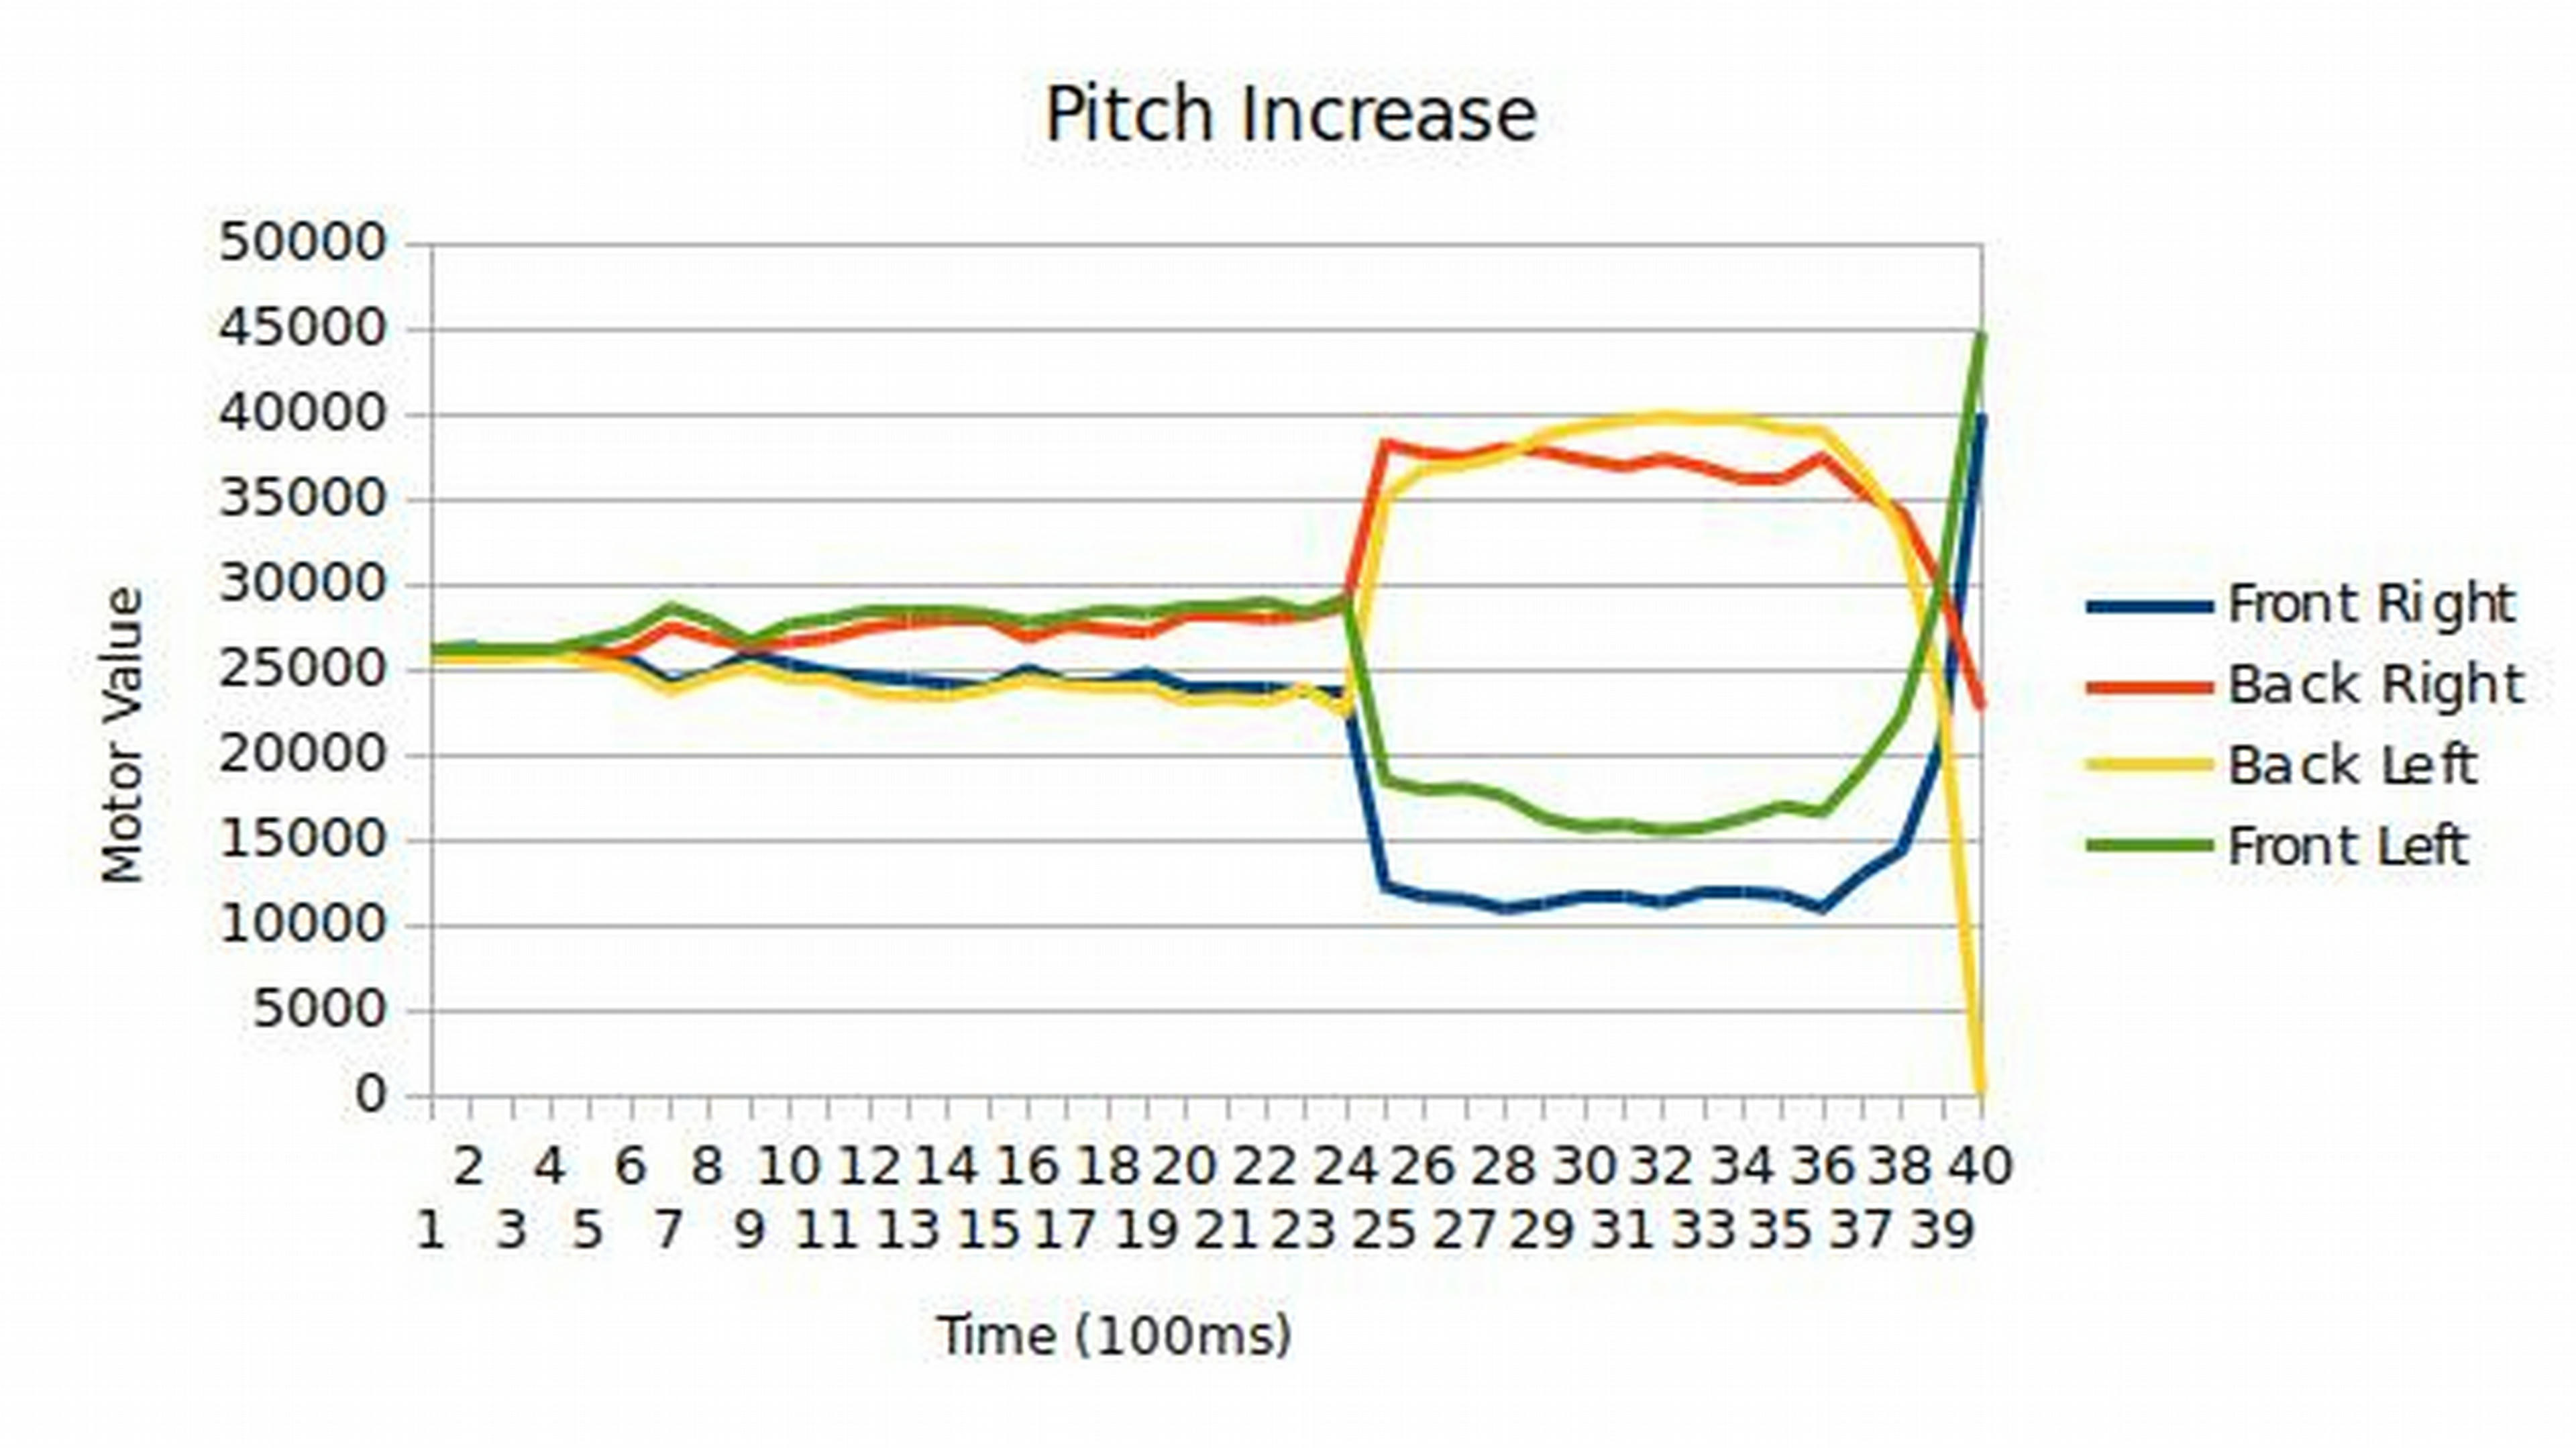 Pitch Increase
50000
45000
40000
35000
30000
25000
20000
15000
10000
5000
0
Motor Value
2 4 6 8 10 12 14 16 18 20 22 24 26 28 30 32 34 36 38 40
1 3 5 7 9 11 13 15 17 19 21 23 25 27 29 31 33 35 37 39
Time (100ms)
Front Right
Back Right
Back Left
Front Left